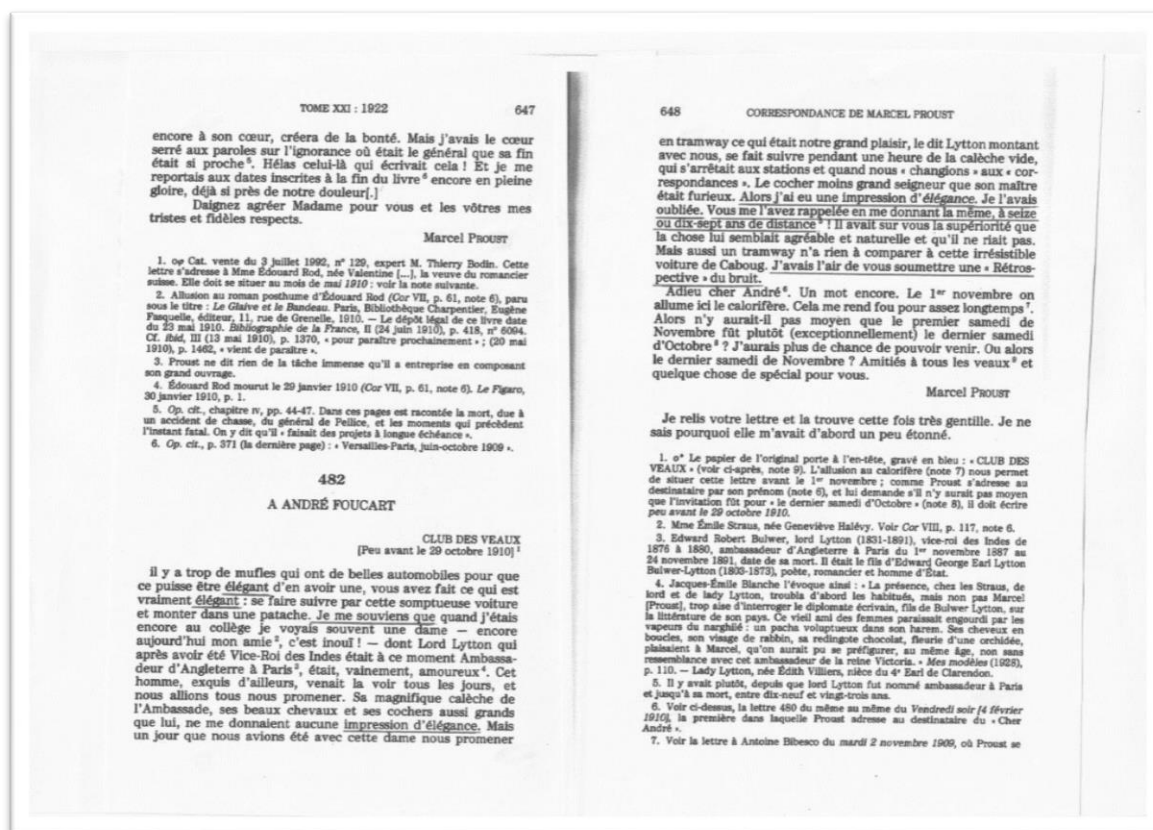 TOME XXI : 1922 647
encore à son cœur, créera de la bonté. Mais j'avais le cœur
serré aux paroles sur l'ignorance où était le général que sa fin
était si proche⁵. Hélas celui-là qui écrivait cela ! Et je me
reportais aux dates inscrites à la fin du livre⁶ encore en pleine
gloire, déjà si près de notre douleur[.]
Daignez agréer Madame pour vous et les vôtres mes
tristes et fidèles respects.
Marcel PROUST
1. Cat. vente du 3 juillet 1992, n° 129, expert M. Thierry Bodin. Cette
lettre s'adresse à Mme Édouard Rod, née Valentine [...], la veuve du romancier
suisse. Elle doit se situer au mois de mai 1910 : voir la note suivante.
2. Allusion au roman posthume d'Édouard Rod (Cor VII, p. 61, note 6), paru
sous le titre : Le Glaive et le Bandeau. Paris, Bibliothèque Charpentier, Eugène
Fasquelle, éditeur, 11, rue de Grenelle, 1910. — Le dépôt légal de ce livre date
du 23 mai 1910. Bibliographie de la France, II (24 juin 1910), p. 418, n° 6094.
Cf. ibid, III (13 mai 1910), p. 1370, « pour paraître prochainement » ; (20 mai
1910), p. 1462, « vient de paraître ».
3. Proust ne dit rien de la tâche immense qu'il a entreprise en composant
son grand ouvrage.
4. Édouard Rod mourut le 29 janvier 1910 (Cor VII, p. 61, note 6). Le Figaro,
30 janvier 1910, p. 1.
5. Op. cit., chapitre IV, pp. 44-47. Dans ces pages est racontée la mort, due à
un accident de chasse, du général de Pellice, et les moments qui précèdent
l'instant fatal. On y dit qu'il « faisait des projets à longue échéance ».
6. Op. cit., p. 371 (la dernière page) : « Versailles-Paris, juin-octobre 1909 ».
482
A ANDRÉ FOUCART
CLUB DES VEAUX
[Peu avant le 29 octobre 1910]¹
il y a trop de mufles qui ont de belles automobiles pour que
ce puisse être élégant d'en avoir une, vous avez fait ce qui est
vraiment élégant : se faire suivre par cette somptueuse voiture
et monter dans une patache. Je me souviens que quand j'étais
encore au collège je voyais souvent une dame — encore
aujourd'hui mon amie², c'est inouï ! — dont Lord Lytton qui
après avoir été Vice-Roi des Indes était à ce moment Ambassa-
deur d'Angleterre à Paris³, était, vainement, amoureux⁴. Cet
homme, exquis d'ailleurs, venait la voir tous les jours, et
nous allions tous nous promener. Sa magnifique calèche de
l'Ambassade, ses beaux chevaux et ses cochers aussi grands
que lui, ne me donnaient aucune impression d'élégance. Mais
un jour que nous avions été avec cette dame nous promener
648 CORRESPONDANCE DE MARCEL PROUST
en tramway ce qui était notre grand plaisir, le dit Lytton montant
avec nous, se fait suivre pendant une heure de la calèche vide,
qui s'arrêtait aux stations et quand nous « changions » aux « cor-
respondances ». Le cocher moins grand seigneur que son maître
était furieux. Alors j'ai eu une impression d'élégance. Je l'avais
oubliée. Vous me l'avez rappelée en me donnant la même, à seize
ou dix-sept ans de distance⁵ ! Il avait sur vous la supériorité que
la chose lui semblait agréable et naturelle et qu'il ne riait pas.
Mais aussi un tramway n'a rien à comparer à cette irrésistible
voiture de Cabourg. J'avais l'air de vous soumettre une « Rétros-
pective » du bruit.
Adieu cher André⁶. Un mot encore. Le 1er novembre on
allume ici le calorifère. Cela me rend fou pour assez longtemps⁷.
Alors n'y aurait-il pas moyen que le premier samedi de
Novembre fût plutôt (exceptionnellement) le dernier samedi
d'Octobre⁸ ? J'aurais plus de chance de pouvoir venir. Ou alors
le dernier samedi de Novembre ? Amitiés à tous les veaux⁹ et
quelque chose de spécial pour vous.
Marcel PROUST
Je relis votre lettre et la trouve cette fois très gentille. Je ne
sais pourquoi elle m'avait d'abord un peu étonné.
1. o* Le papier de l'original porte à l'en-tête, gravé en bleu : « CLUB DES
VEAUX » (voir ci-après, note 9). L'allusion au calorifère (note 7) nous permet
de situer cette lettre avant le 1er novembre ; comme Proust s'adresse au
destinataire par son prénom (note 6), et lui demande s'il n'y aurait pas moyen
que l'invitation fût pour « le dernier samedi d'Octobre » (note 8), il doit écrire
peu avant le 29 octobre 1910.
2. Mme Émile Straus, née Geneviève Halévy. Voir Cor VIII, p. 117, note 6.
3. Edward Robert Bulwer, lord Lytton (1831-1891), vice-roi des Indes de
1876 à 1880, ambassadeur d'Angleterre à Paris du 1er novembre 1887 au
24 novembre 1891, date de sa mort. Il était le fils d'Edward George Earl Lytton
Bulwer-Lytton (1803-1873), poète, romancier et homme d'État.
4. Jacques-Émile Blanche l'évoque ainsi : « La présence, chez les Straus, de
lord et de lady Lytton, troubla d'abord les habitués, mais non pas Marcel
[Proust], trop aise d'interroger le diplomate écrivain, fils de Bulwer Lytton, sur
la littérature de son pays. Ce vieil ami des femmes paraissait engourdi par les
vapeurs du narghilé : un pacha voluptueux dans son harem. Ses cheveux en
boucles, son visage de rabbin, sa redingote chocolat, fleurie d'une orchidée,
plaisaient à Marcel, qu'on aurait pu se préfigurer, au même âge, non sans
ressemblance avec cet ambassadeur de la reine Victoria. » Mes modèles (1928),
p. 110. — Lady Lytton, née Édith Villiers, nièce du 4e Earl de Clarendon.
5. Il y avait plutôt, depuis que lord Lytton fut nommé ambassadeur à Paris
et jusqu'à sa mort, entre dix-neuf et vingt-trois ans.
6. Voir ci-dessus, la lettre 480 du même au même du Vendredi soir [4 février
1910], la première dans laquelle Proust adresse au destinataire du « Cher
André ».
7. Voir la lettre à Antoine Bibesco du mardi 2 novembre 1909, où Proust se